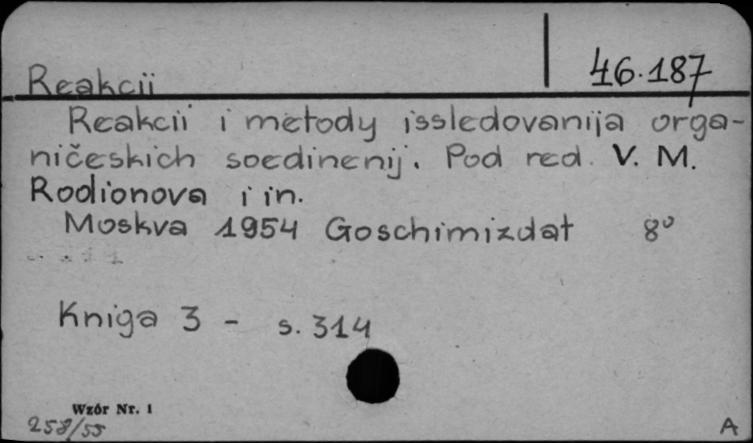 Reakcii 46.187
Reakcii i metody issledovanija orga-
ničeskich soedinenij. Pod red. V. M.
Rodionova i in.
Moskva 1954 Goschimizdat 8⁰
Kniga 3 - s. 314
Wzór Nr. 1
258/55 A